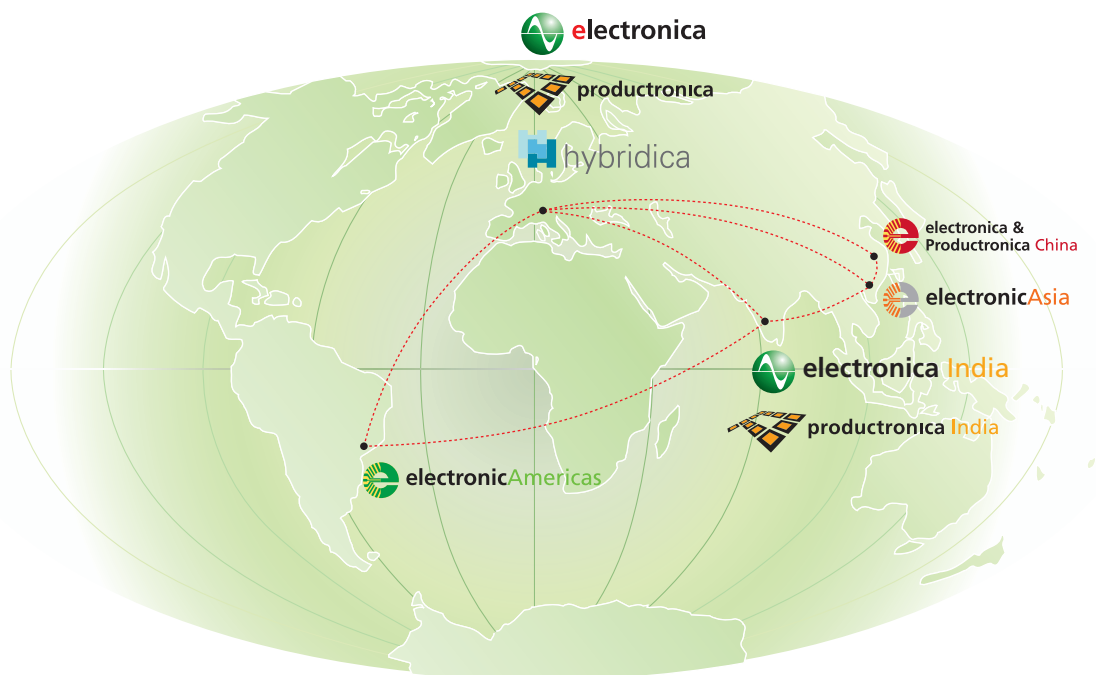 electronica
productronica
hybridica
electronica &
Productronica China
electronicAsia
electronica India
productronica India
electronicAmericas